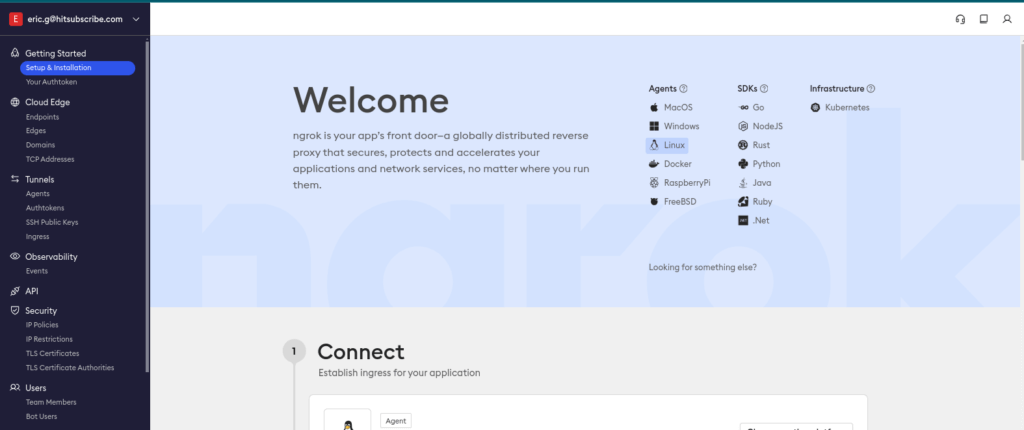 E eric.g@hitsubscribe.com
Getting Started
Setup & Installation
Your Authtoken
Cloud Edge
Endpoints
Edges
Domains
TCP Addresses
Tunnels
Agents
Authtokens
SSH Public Keys
Ingress
Observability
Events
API
Security
IP Policies
IP Restrictions
TLS Certificates
TLS Certificate Authorities
Users
Team Members
Bot Users
Welcome
ngrok is your app's front door—a globally distributed reverse
proxy that secures, protects and accelerates your
applications and network services, no matter where you run
them.
Agents
MacOS
Windows
Linux
Docker
RaspberryPi
FreeBSD
SDKs
Go
NodeJS
Rust
Python
Java
Ruby
.Net
Infrastructure
Kubernetes
Looking for something else?
ngrok
1 Connect
Establish ingress for your application
Agent